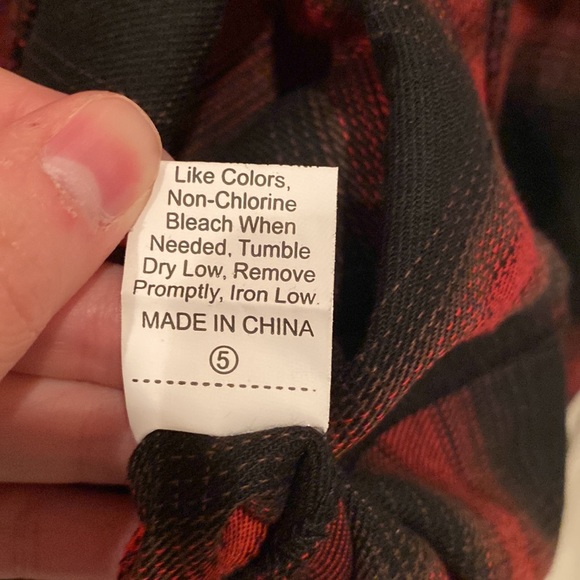 Like Colors,
Non-Chlorine
Bleach When
Needed, Tumble
Dry Low, Remove
Promptly, Iron Low.
MADE IN CHINA
⑤